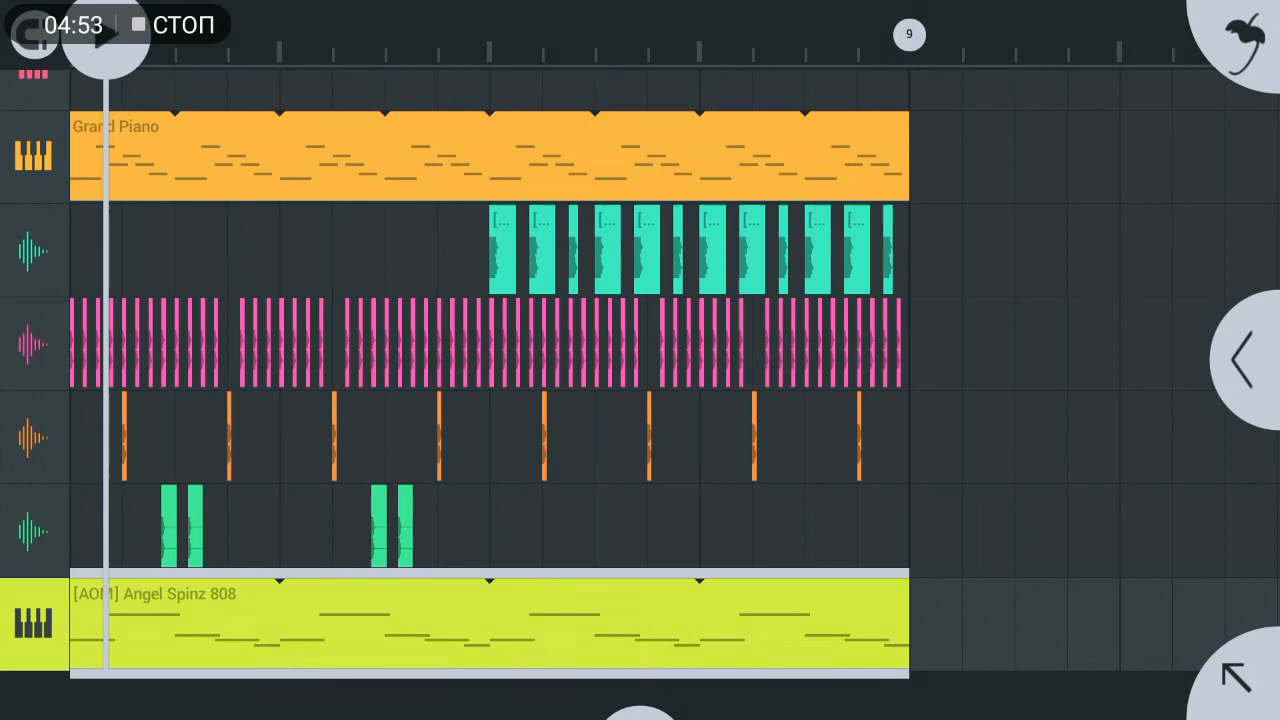 04:53 СТОП
9
Grand Piano
[... [... [... [... [... [... [... [...
[AOM] Angel Spinz 808